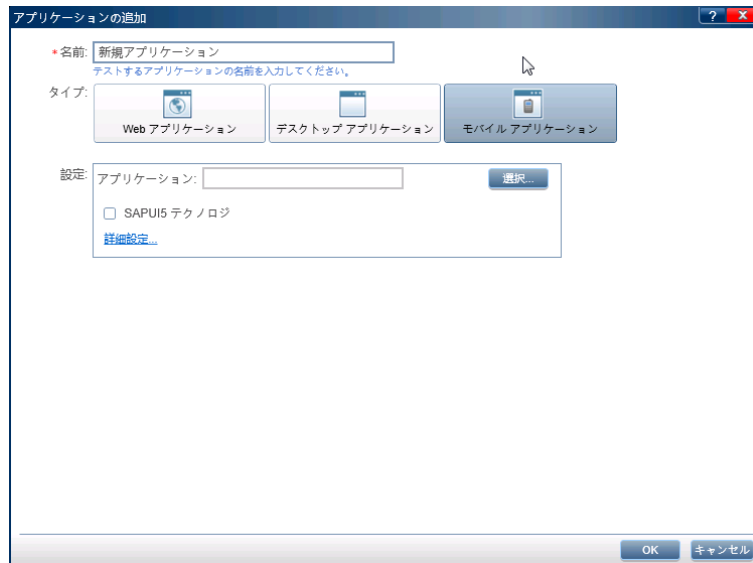 アプリケーションの追加
?
X
*名前: 新規アプリケーション
テストするアプリケーションの名前を入力してください。
タイプ:
Web アプリケーション
デスクトップ アプリケーション
モバイル アプリケーション
設定:
アプリケーション:
選択...
SAPUI5 テクノロジ
詳細設定...
OK
キャンセル